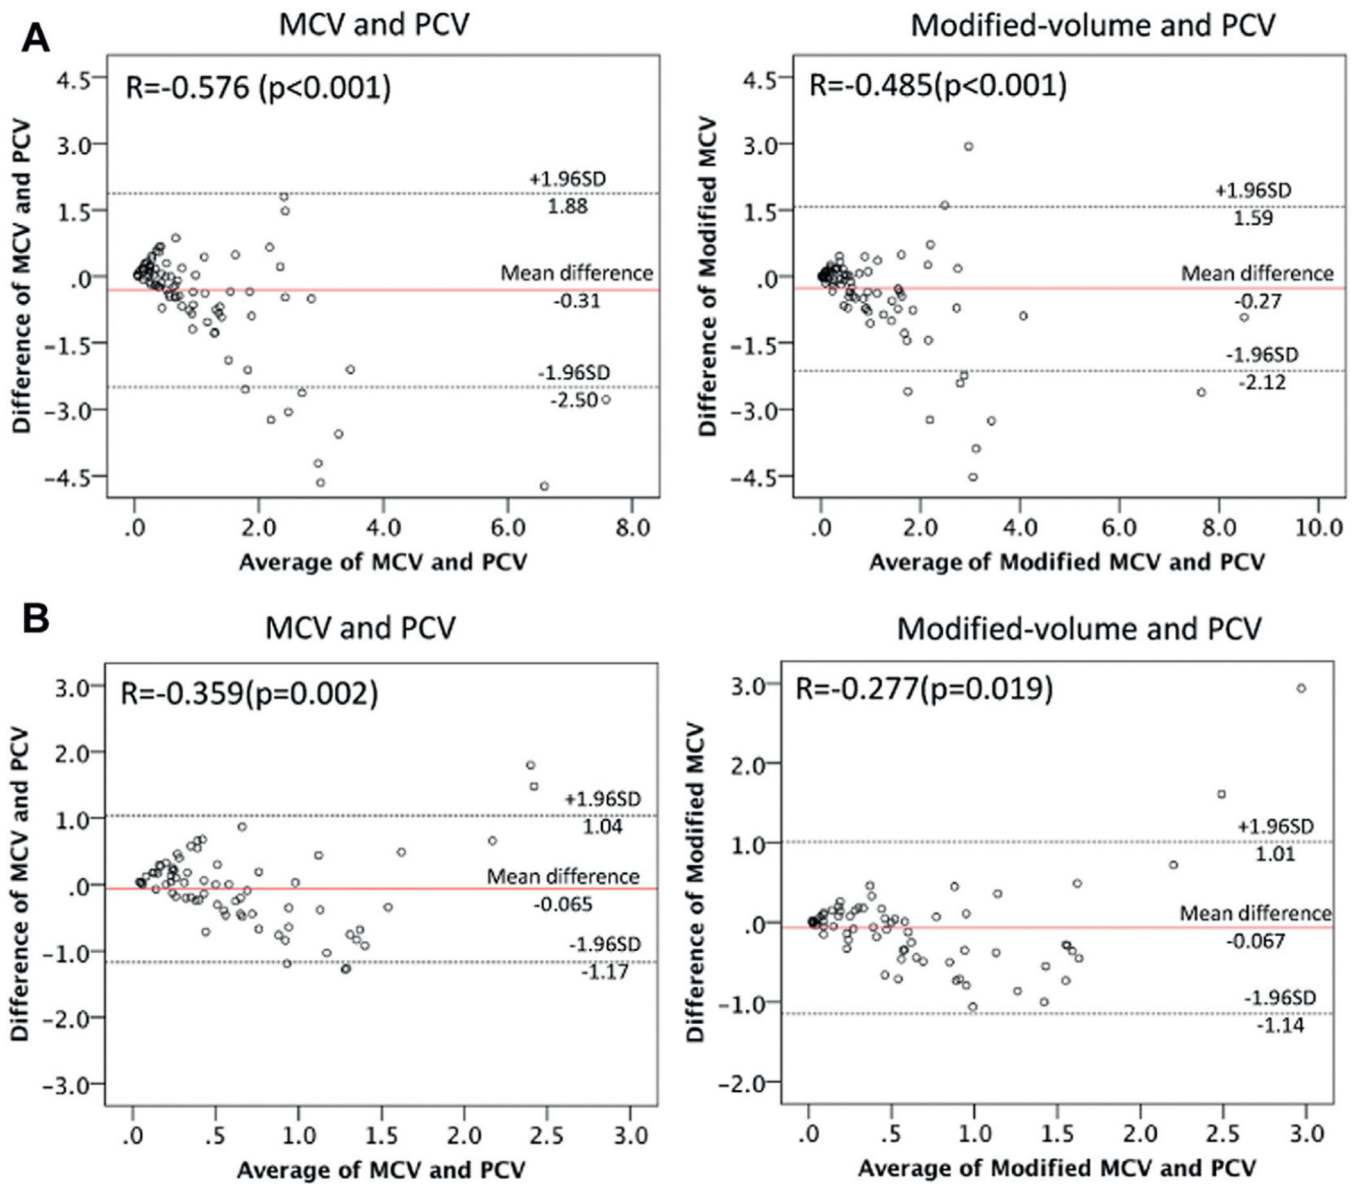 A
MCV and PCV
R=-0.576 (p<0.001)
Difference of MCV and PCV
4.5
3.0
1.5
.0
-1.5
-3.0
-4.5
+1.96SD
1.88
Mean difference
-0.31
-1.96SD
-2.50
.0 2.0 4.0 6.0 8.0
Average of MCV and PCV
Modified-volume and PCV
R=-0.485(p<0.001)
Difference of Modified MCV
4.5
3.0
1.5
.0
-1.5
-3.0
-4.5
+1.96SD
1.59
Mean difference
-0.27
-1.96SD
-2.12
.0 2.0 4.0 6.0 8.0 10.0
Average of Modified MCV and PCV
B
MCV and PCV
R=-0.359(p=0.002)
Difference of MCV and PCV
3.0
2.0
1.0
.0
-1.0
-2.0
-3.0
+1.96SD
1.04
Mean difference
-0.065
-1.96SD
-1.17
.0 .5 1.0 1.5 2.0 2.5 3.0
Average of MCV and PCV
Modified-volume and PCV
R=-0.277(p=0.019)
Difference of Modified MCV
3.0
2.0
1.0
.0
-1.0
-2.0
+1.96SD
1.01
Mean difference
-0.067
-1.96SD
-1.14
.0 .5 1.0 1.5 2.0 2.5 3.0
Average of Modified MCV and PCV